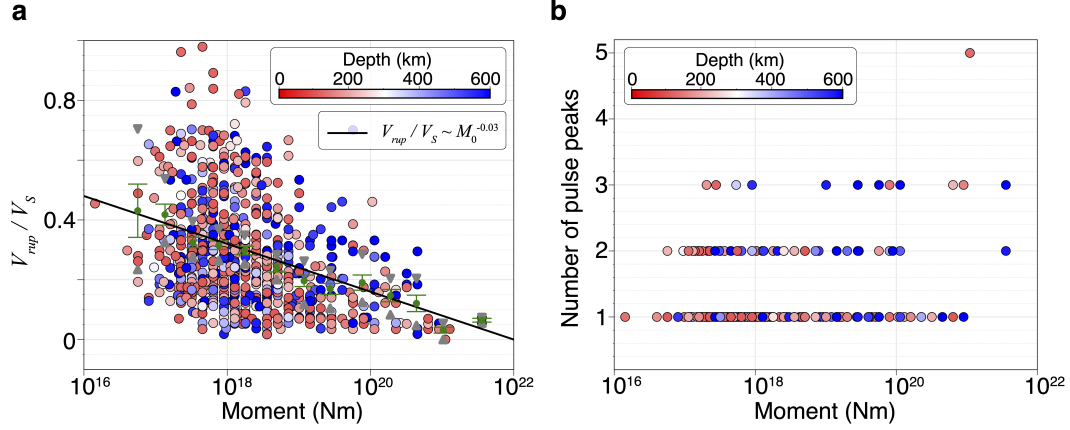 a
Depth (km)
0 200 400 600
V_rup / V_S ~ M_0^-0.03
0.8
0.4
0
V_rup / V_S
10^16 10^18 10^20 10^22
Moment (Nm)
b
Depth (km)
0 200 400 600
5
4
3
2
1
Number of pulse peaks
10^16 10^18 10^20 10^22
Moment (Nm)